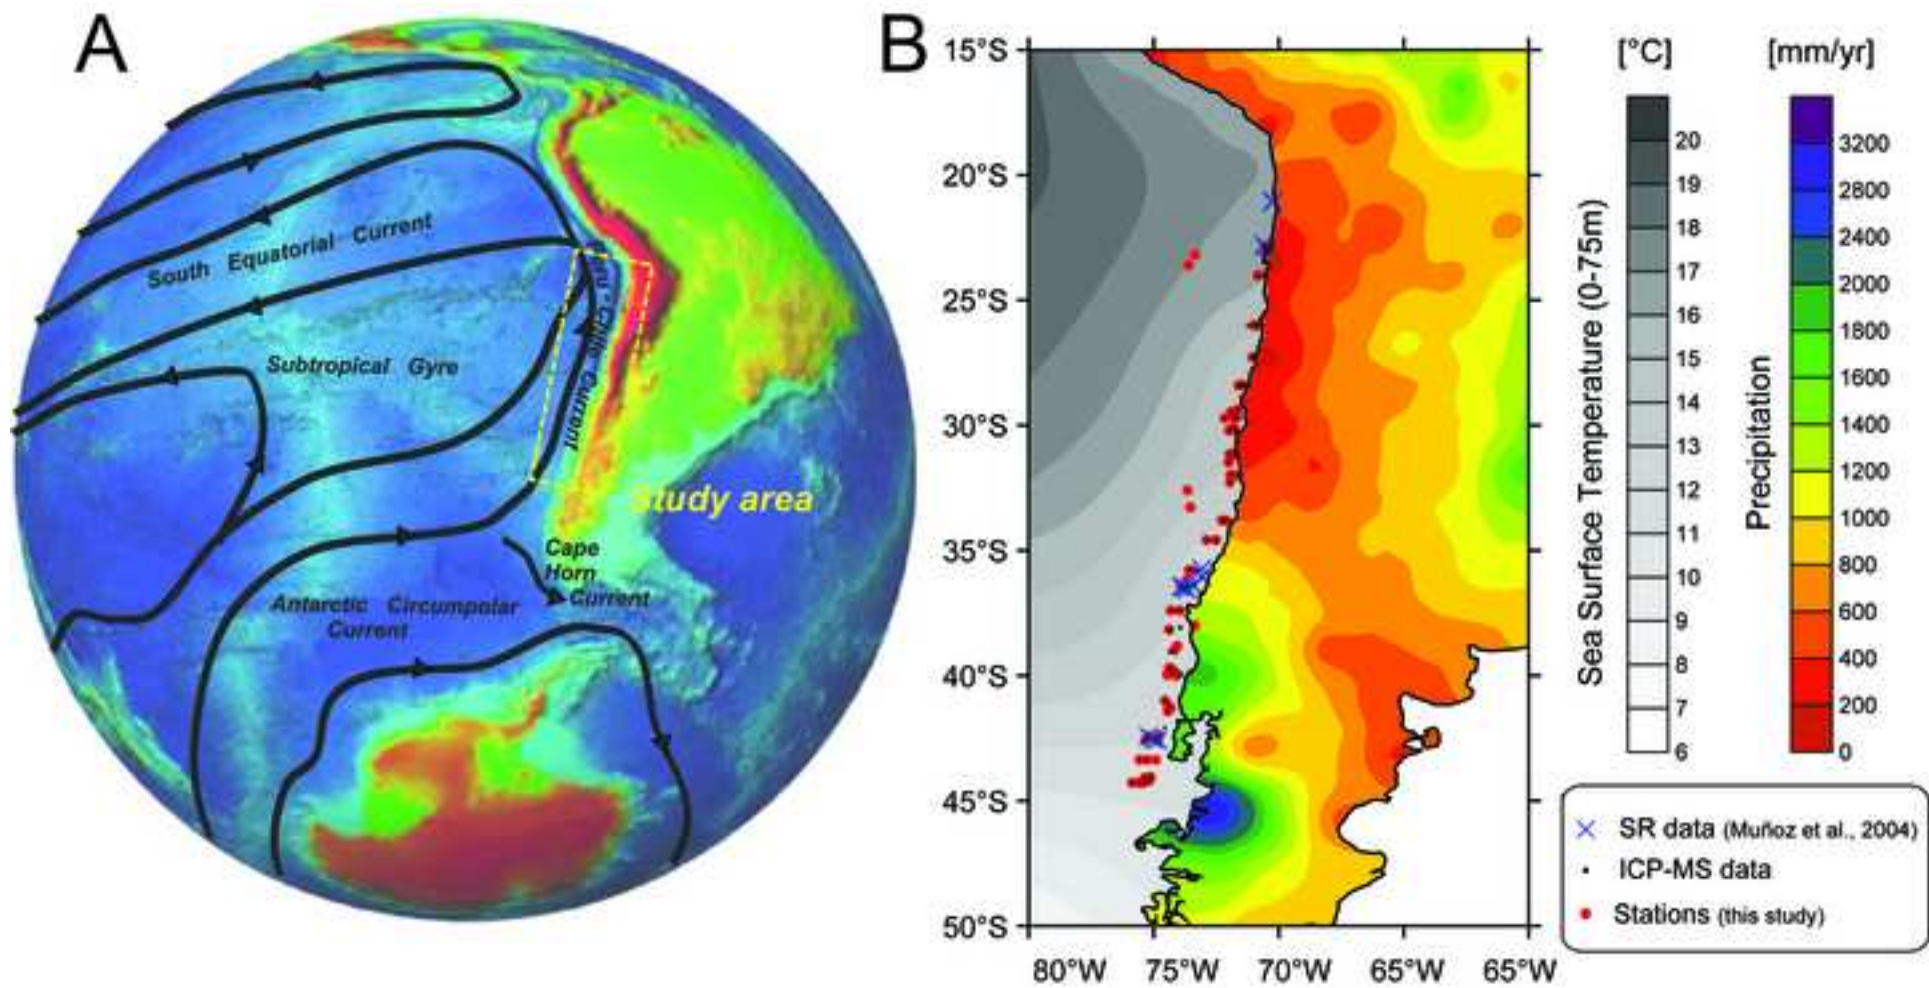 A
South Equatorial Current
Subtropical Gyre
Peru-Chile Current
Study area
Cape
Horn
Current
Antarctic Circumpolar
Current
B
15°S
20°S
25°S
30°S
35°S
40°S
45°S
50°S
80°W 75°W 70°W 65°W 65°W
[°C]
Sea Surface Temperature (0-75m)
20
19
18
17
16
15
14
13
12
11
10
9
8
7
6
[mm/yr]
Precipitation
3200
2800
2400
2000
1800
1600
1400
1200
1000
800
600
400
200
0
SR data (Muñoz et al., 2004)
ICP-MS data
Stations (this study)